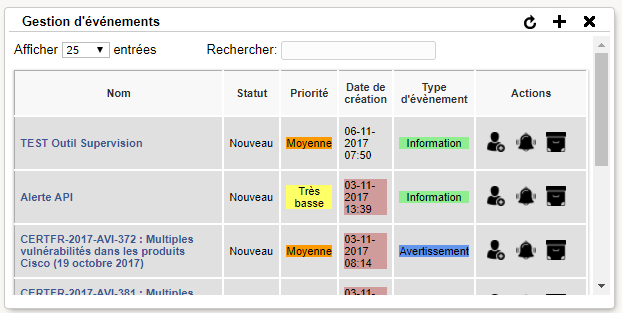 Gestion d'événements
Afficher 25 entrées Rechercher:
Nom Statut Priorité Date de création Type d'évènement Actions
TEST Outil Supervision Nouveau Moyenne 06-11-2017 07:50 Information
Alerte API Nouveau Très basse 03-11-2017 13:39 Information
CERTFR-2017-AVI-372 : Multiples vulnérabilités dans les produits Cisco (19 octobre 2017) Nouveau Moyenne 03-11-2017 08:14 Avertissement
CERTFR-2017-AVI-381 : Multiples 03-11-